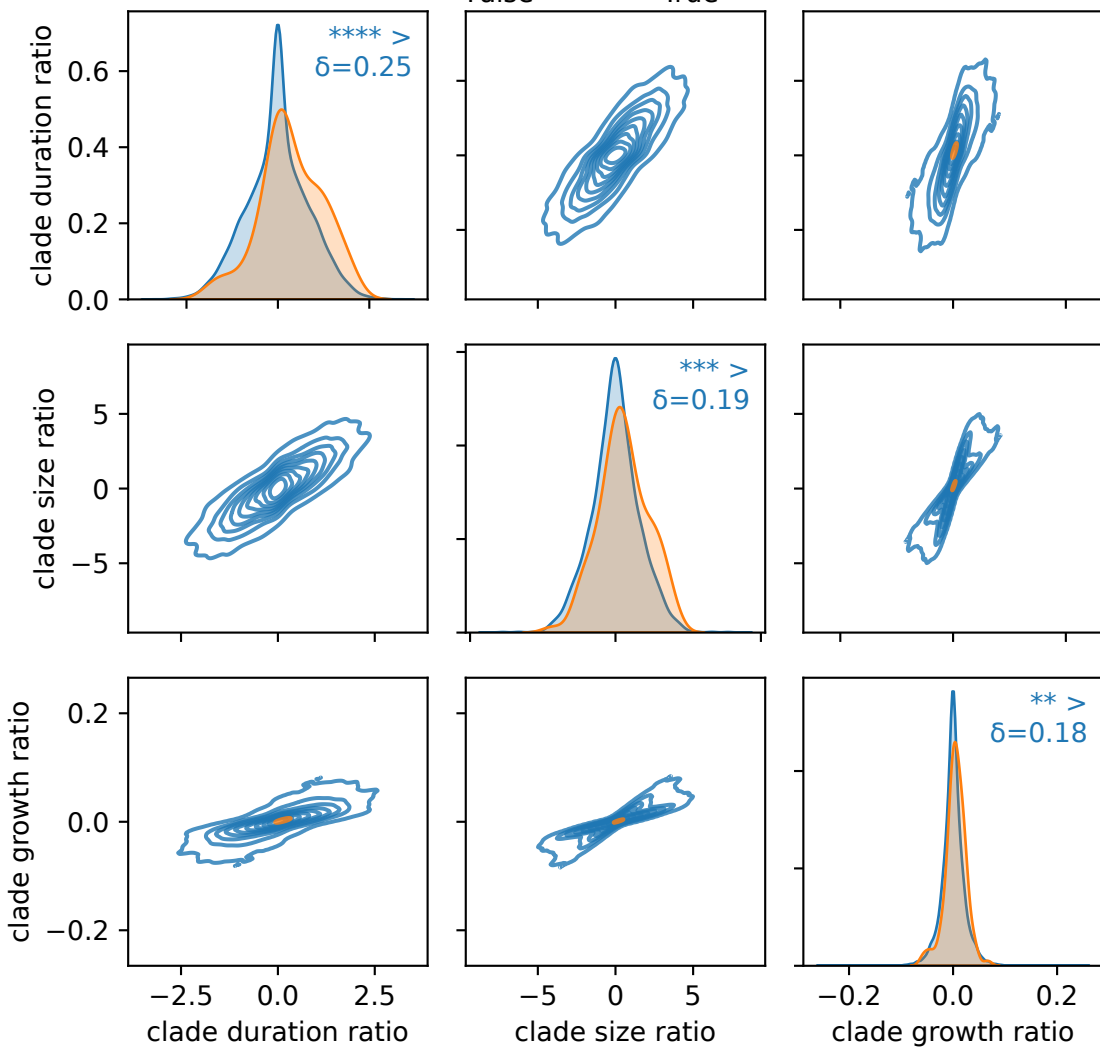 True
clade duration ratio
0.6
0.4
0.2
0.0
**** >
δ=0.25
clade size ratio
5
0
−5
*** >
δ=0.19
clade growth ratio
0.2
0.0
−0.2
** >
δ=0.18
−2.5 0.0 2.5
−5 0 5
−0.2 0.0 0.2
clade duration ratio
clade size ratio
clade growth ratio